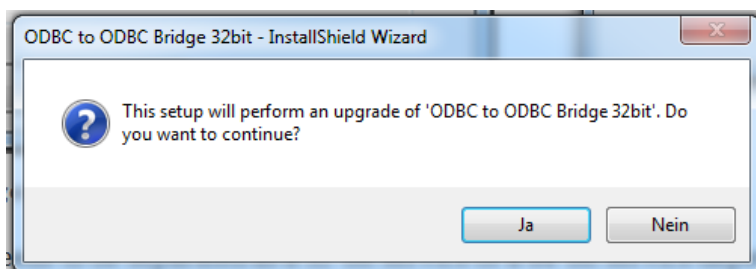 ODBC to ODBC Bridge 32bit - InstallShield Wizard
This setup will perform an upgrade of 'ODBC to ODBC Bridge 32bit'. Do
you want to continue?
Ja
Nein